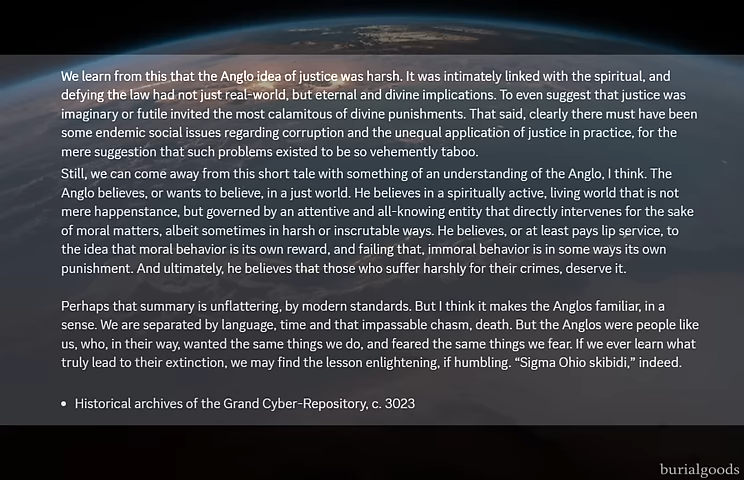 We learn from this that the Anglo idea of justice was harsh. It was intimately linked with the spiritual, and
defying the law had not just real-world, but eternal and divine implications. To even suggest that justice was
imaginary or futile invited the most calamitous of divine punishments. That said, clearly there must have been
some endemic social issues regarding corruption and the unequal application of justice in practice, for the
mere suggestion that such problems existed to be so vehemently taboo.
Still, we can come away from this short tale with something of an understanding of the Anglo, I think. The
Anglo believes, or wants to believe, in a just world. He believes in a spiritually active, living world that is not
mere happenstance, but governed by an attentive and all-knowing entity that directly intervenes for the sake
of moral matters, albeit sometimes in harsh or inscrutable ways. He believes, or at least pays lip service, to
the idea that moral behavior is its own reward, and failing that, immoral behavior is in some ways its own
punishment. And ultimately, he believes that those who suffer harshly for their crimes, deserve it.
Perhaps that summary is unflattering, by modern standards. But I think it makes the Anglos familiar, in a
sense. We are separated by language, time and that impassable chasm, death. But the Anglos were people like
us, who, in their way, wanted the same things we do, and feared the same things we fear. If we ever learn what
truly lead to their extinction, we may find the lesson enlightening, if humbling. “Sigma Ohio skibidi,” indeed.
• Historical archives of the Grand Cyber-Repository, c. 3023
burialgoods